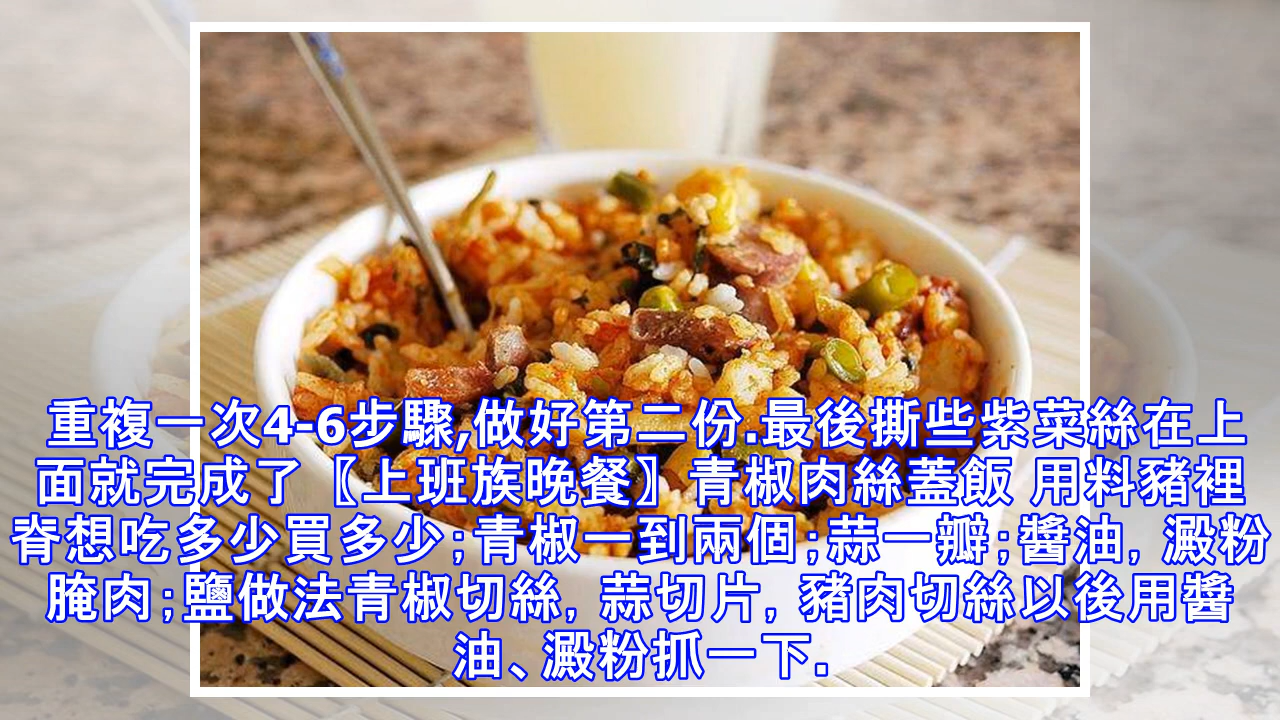 重複一次4-6步驟,做好第二份.最後撕些紫菜絲在上
面就完成了〖上班族晚餐〗青椒肉絲蓋飯 用料豬裡
脊想吃多少買多少;青椒一到兩個;蒜一瓣;醬油, 澱粉
腌肉;鹽做法青椒切絲, 蒜切片, 豬肉切絲以後用醬
油、澱粉抓一下.